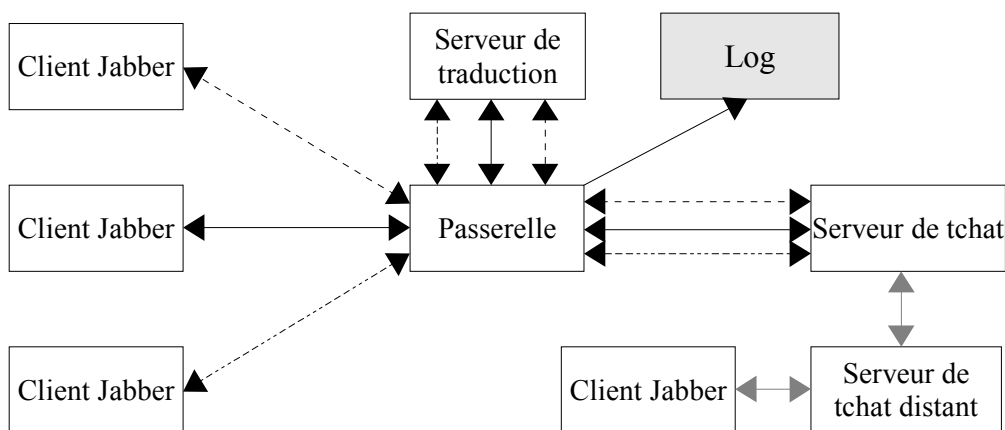 Client Jabber
Serveur de
traduction
Log
Client Jabber
Passerelle
Serveur de tchat
Client Jabber
Client Jabber
Serveur de
tchat distant